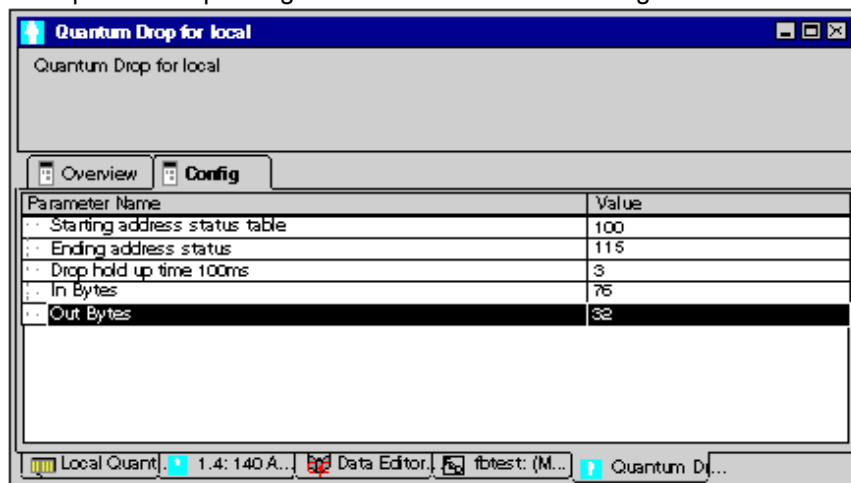 Quantum Drop for local
Quantum Drop for local
Overview Config
Parameter Name Value
Starting address status table 100
Ending address status 115
Drop hold up time 100ms 3
In Bytes 76
Out Bytes 32
Local Quant... 1.4: 140 A... Data Editor... fbtest: (M... Quantum D...